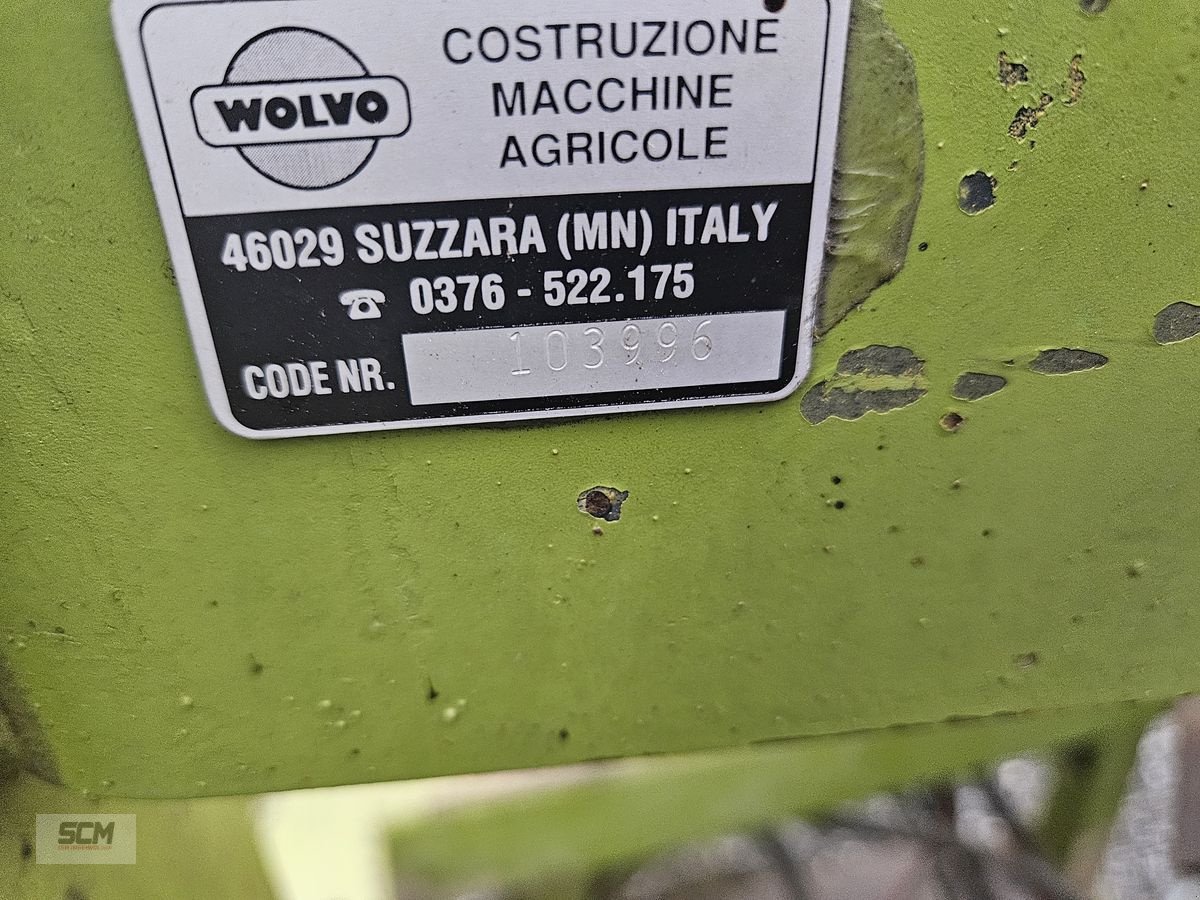 WOLVO
COSTRUZIONE
MACCHINE
AGRICOLE
46029 SUZZARA (MN) ITALY
☎ 0376 - 522.175
CODE NR. 103996
SCM